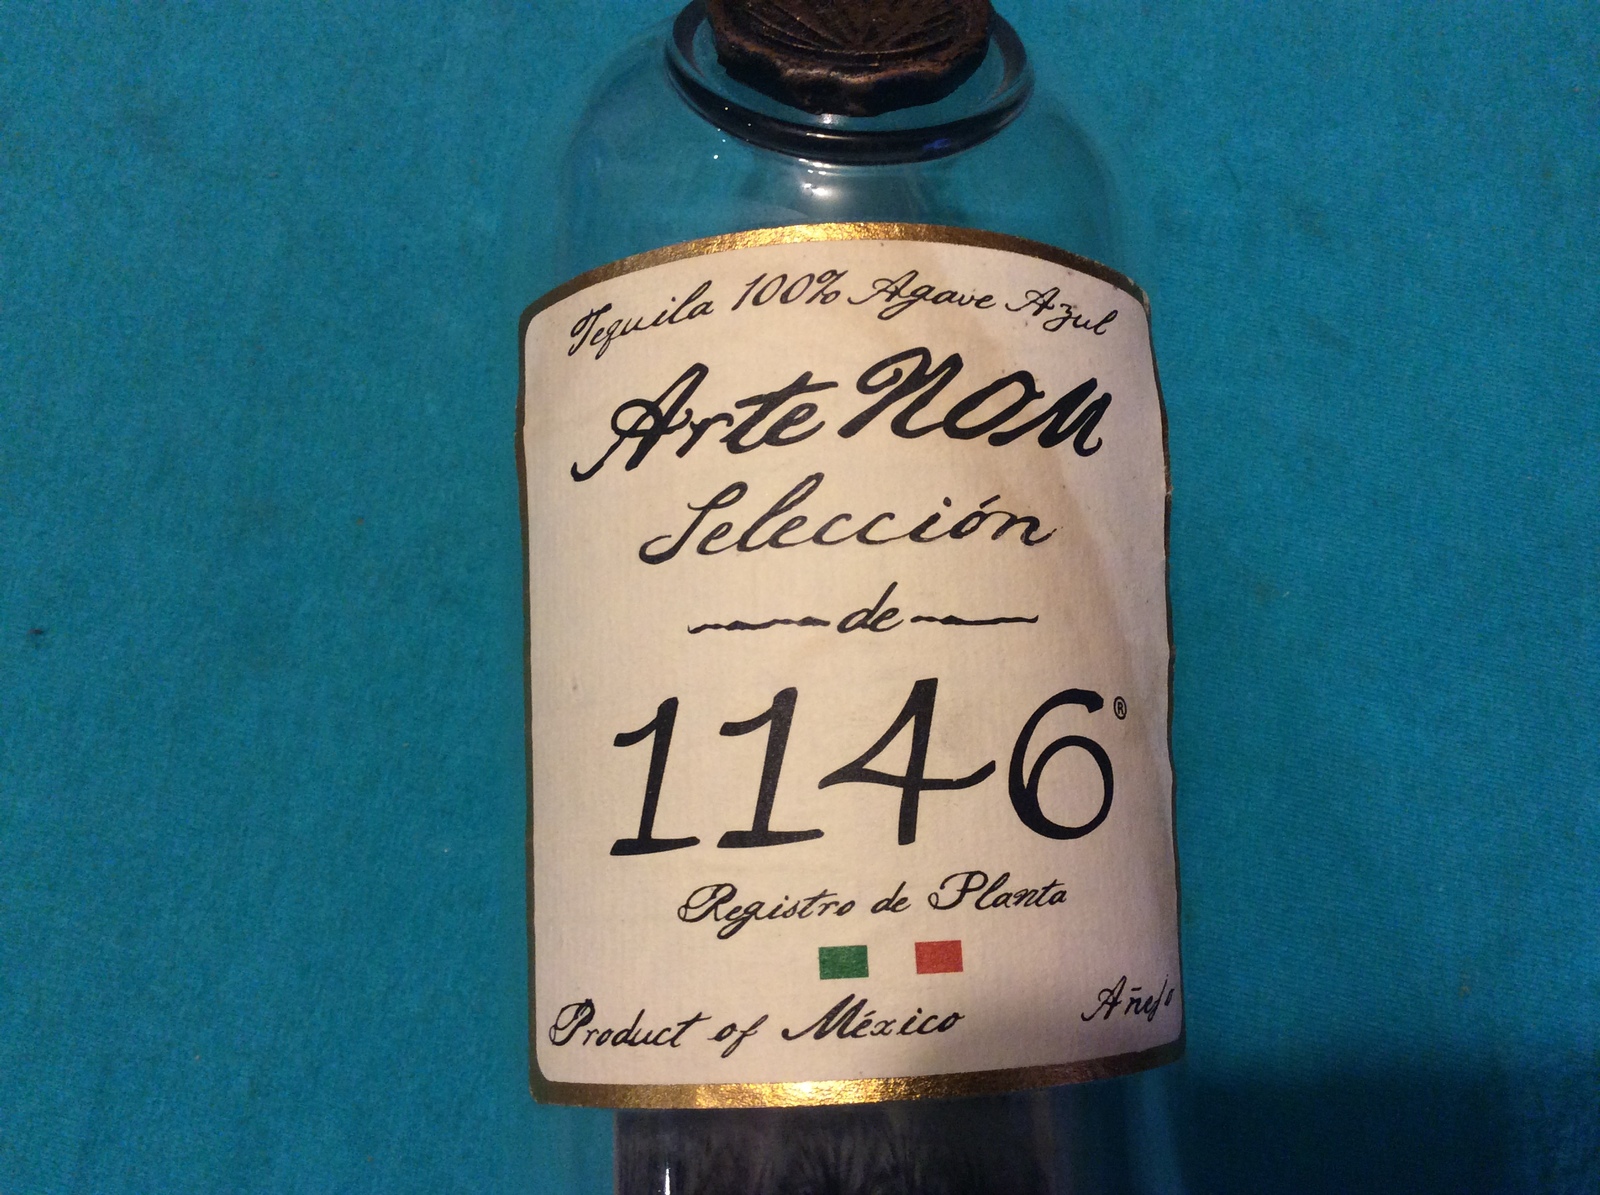 Tequila 100% Agave Azul
ArteNOM
Selección
de
1146®
Registro de Planta
Product of México
Añejo